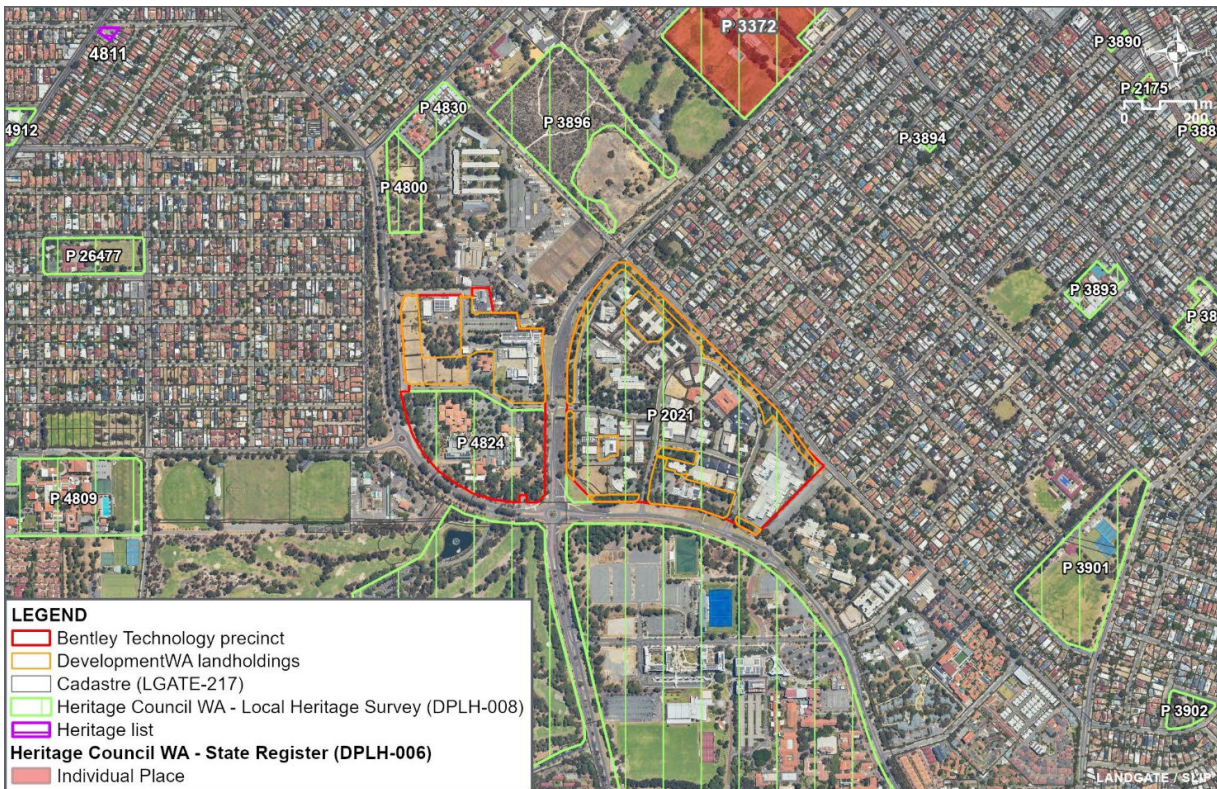 P 3372
P 3890
4811
P 2175
0 200 m
P 4830
P 3896
P 388
4912
P 3894
P 4800
P 26477
P 3893
P 38
P 2021
P 4824
P 4809
P 3901
P 3902
LEGEND
Bentley Technology precinct
DevelopmentWA landholdings
Cadastre (LGATE-217)
Heritage Council WA - Local Heritage Survey (DPLH-008)
Heritage list
Heritage Council WA - State Register (DPLH-006)
Individual Place
LANDGATE / SLIP